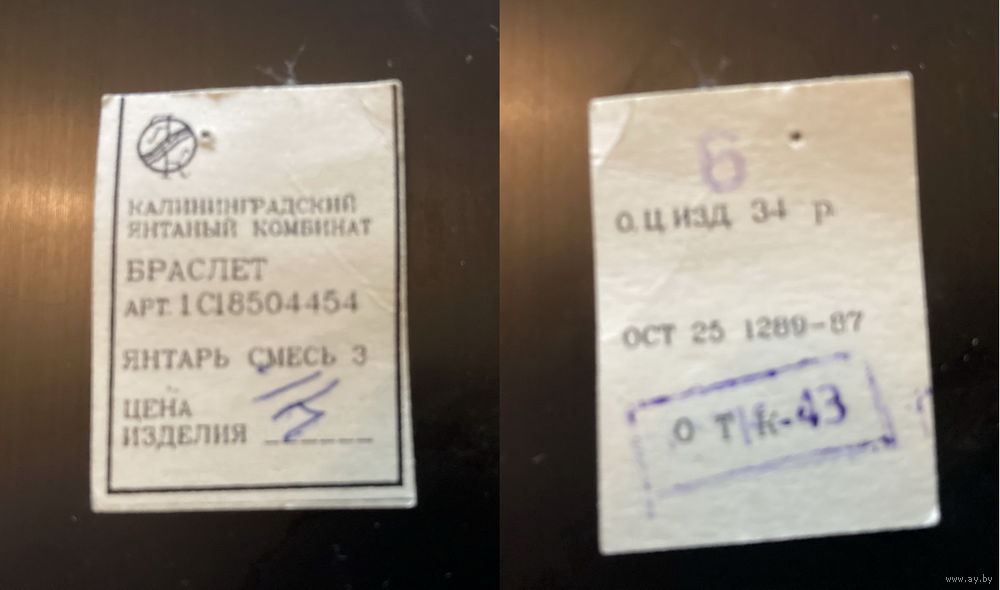 КАЛИНИНГРАДСКИЙ
ЯНТАНЫЙ КОМБИНАТ
БРАСЛЕТ
АРТ. 1С18504454
ЯНТАРЬ СМЕСЬ 3
ЦЕНА
ИЗДЕЛИЯ
Б
О.Ц ИЗД 34 р
ОСТ 25 1289-87
ОТК-43
www.ay.by